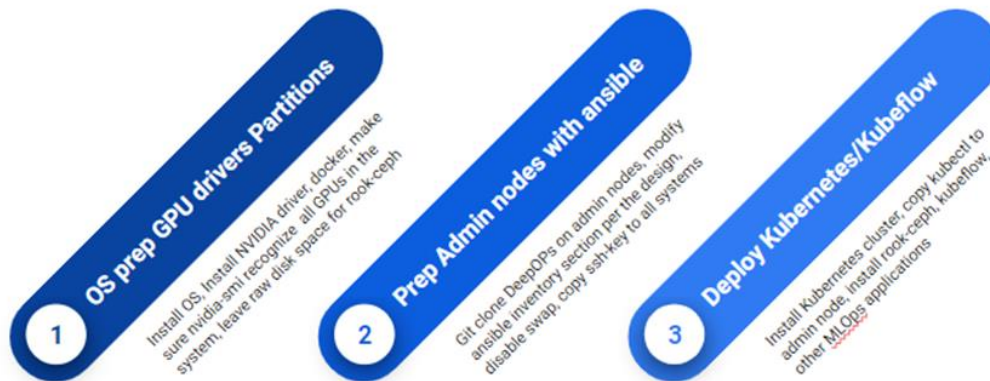 1
OS prep GPU drivers Partitions
Install OS, Install NVIDIA driver, docker, make
sure nvidia-smi recognize all GPUs in the
system, leave raw disk space for rook-ceph
2
Prep Admin nodes with ansible
Git clone DeepOPs on admin nodes, modify
ansible inventory section per the design,
disable swap, copy ssh-key to all systems
3
Deploy Kubernetes/Kubeflow
Install Kubernetes cluster, copy kubectl to
admin node, install rook-ceph, kubeflow,
other MLOps applications